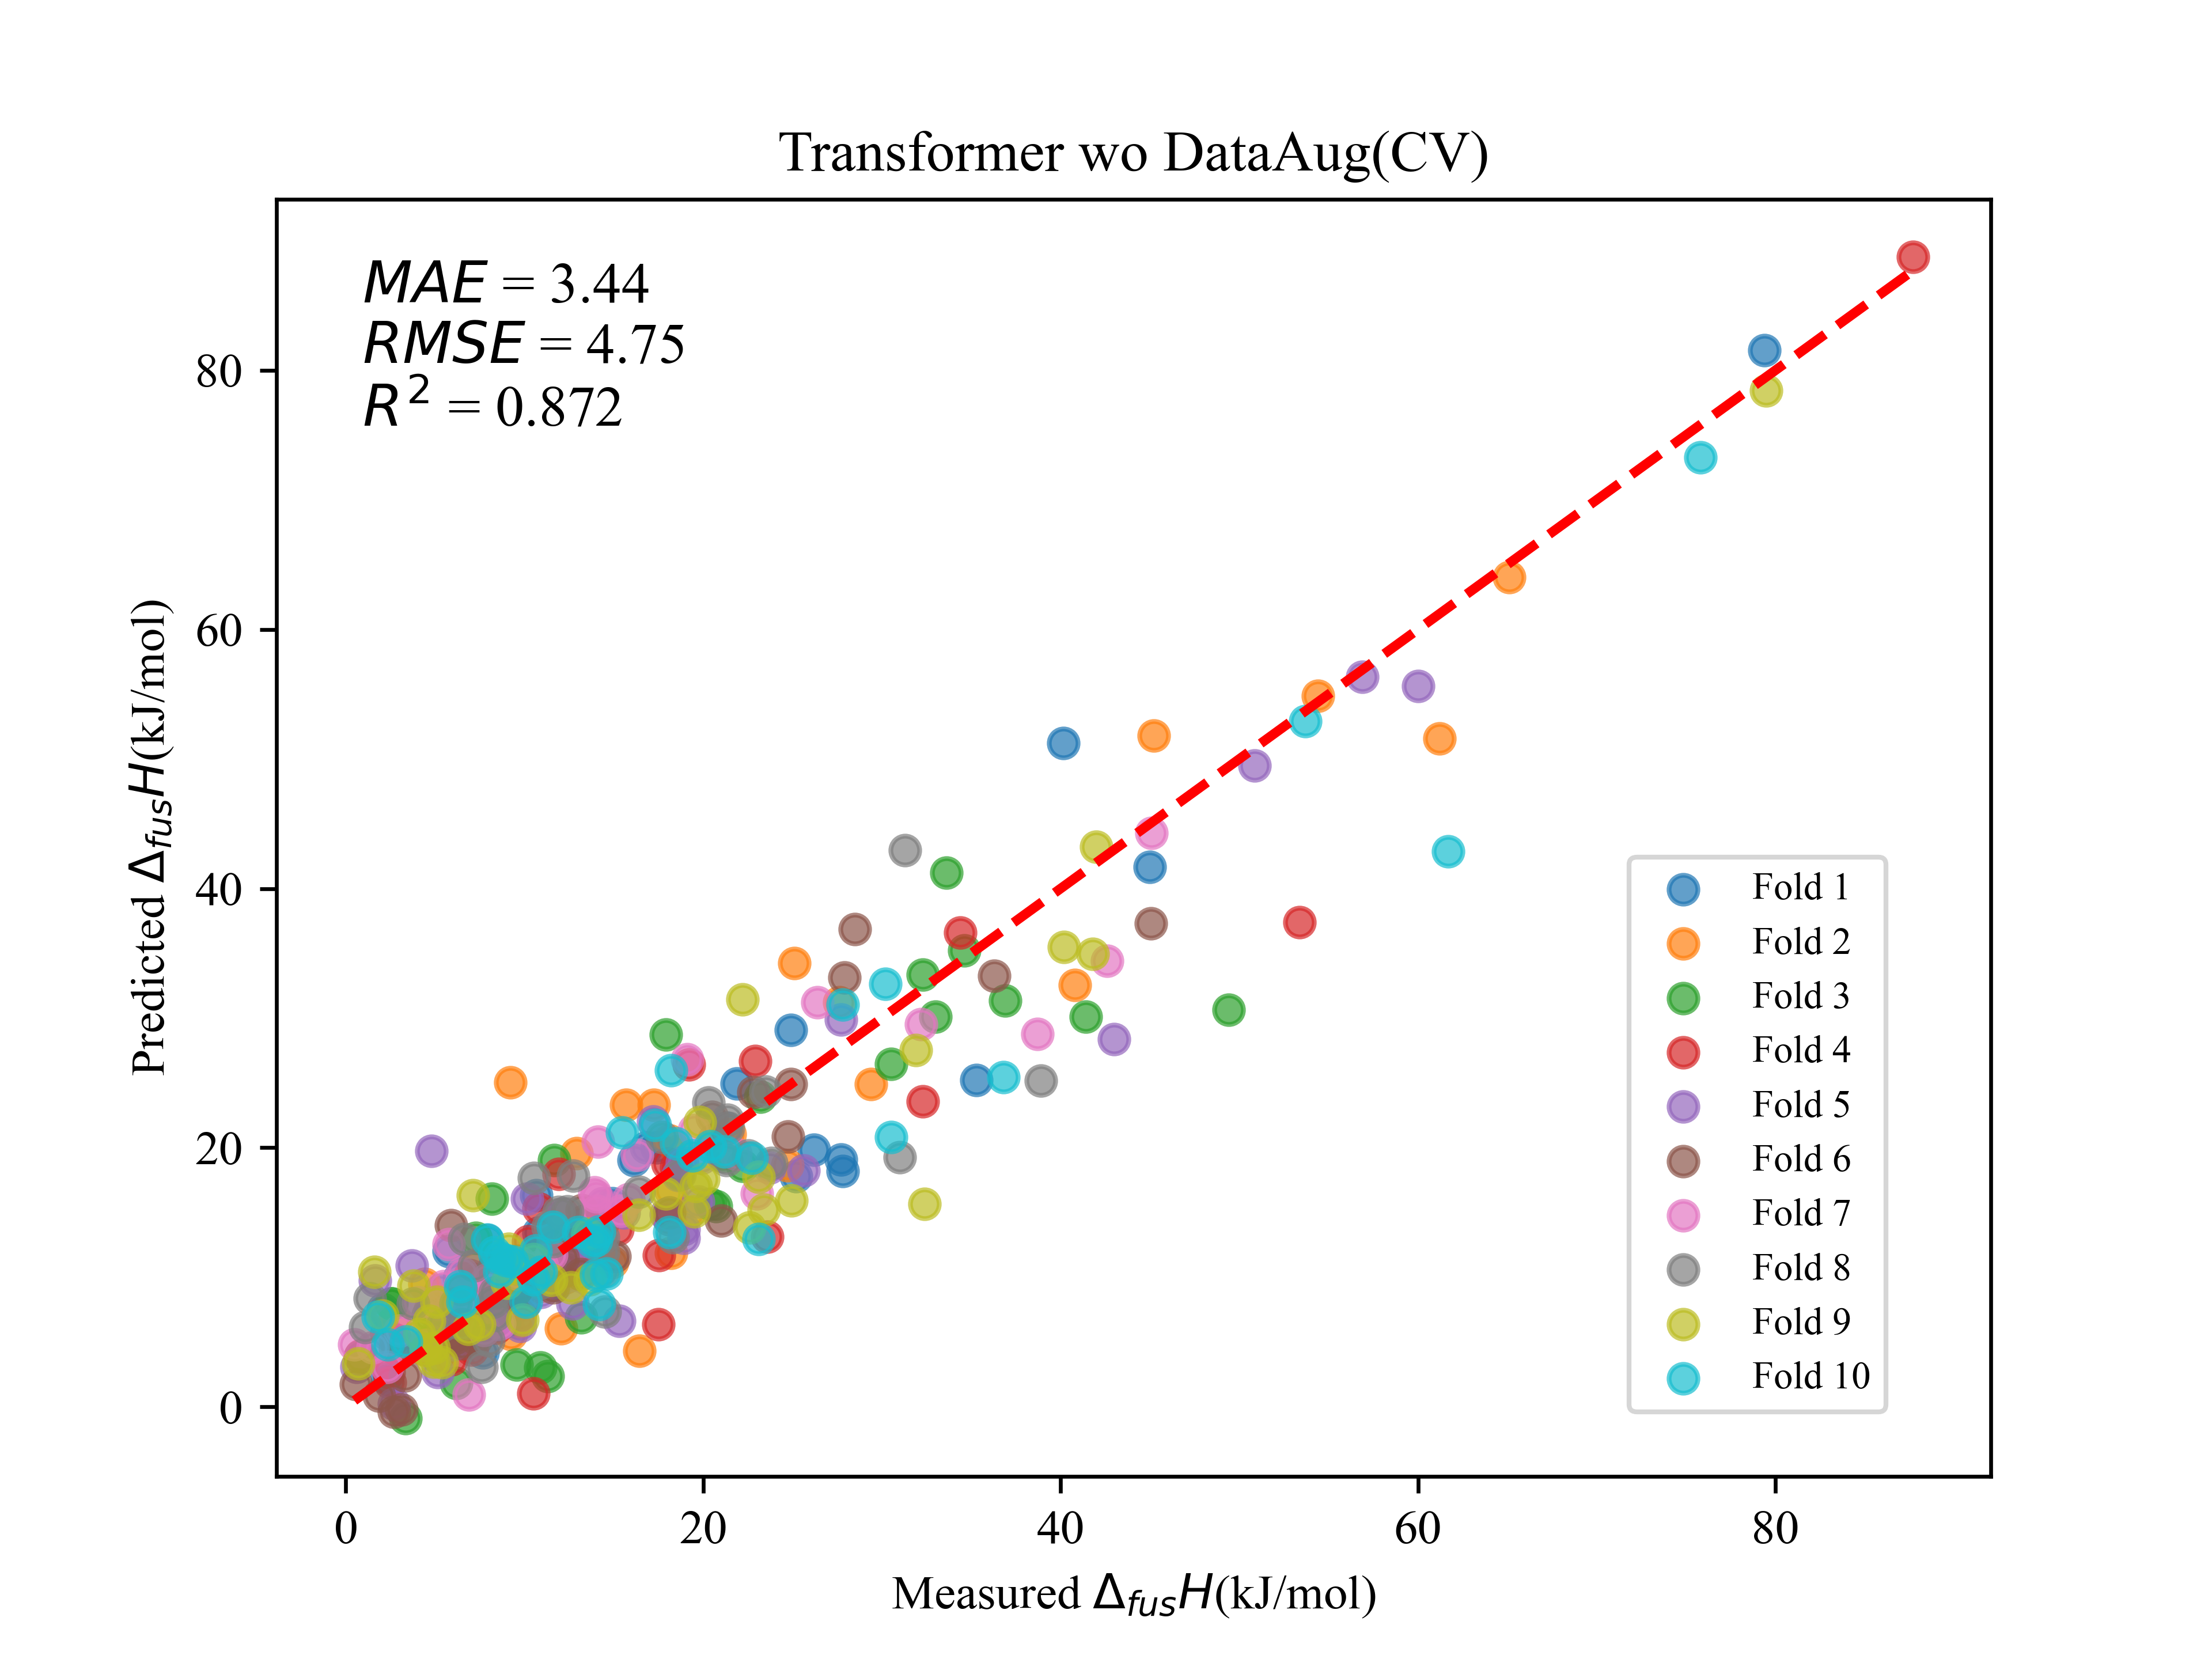 Transformer wo DataAug(CV)
MAE = 3.44
RMSE = 4.75
R² = 0.872
Predicted Δ_fusH(kJ/mol)
80
60
40
20
0
Fold 1
Fold 2
Fold 3
Fold 4
Fold 5
Fold 6
Fold 7
Fold 8
Fold 9
Fold 10
0 20 40 60 80
Measured Δ_fusH(kJ/mol)